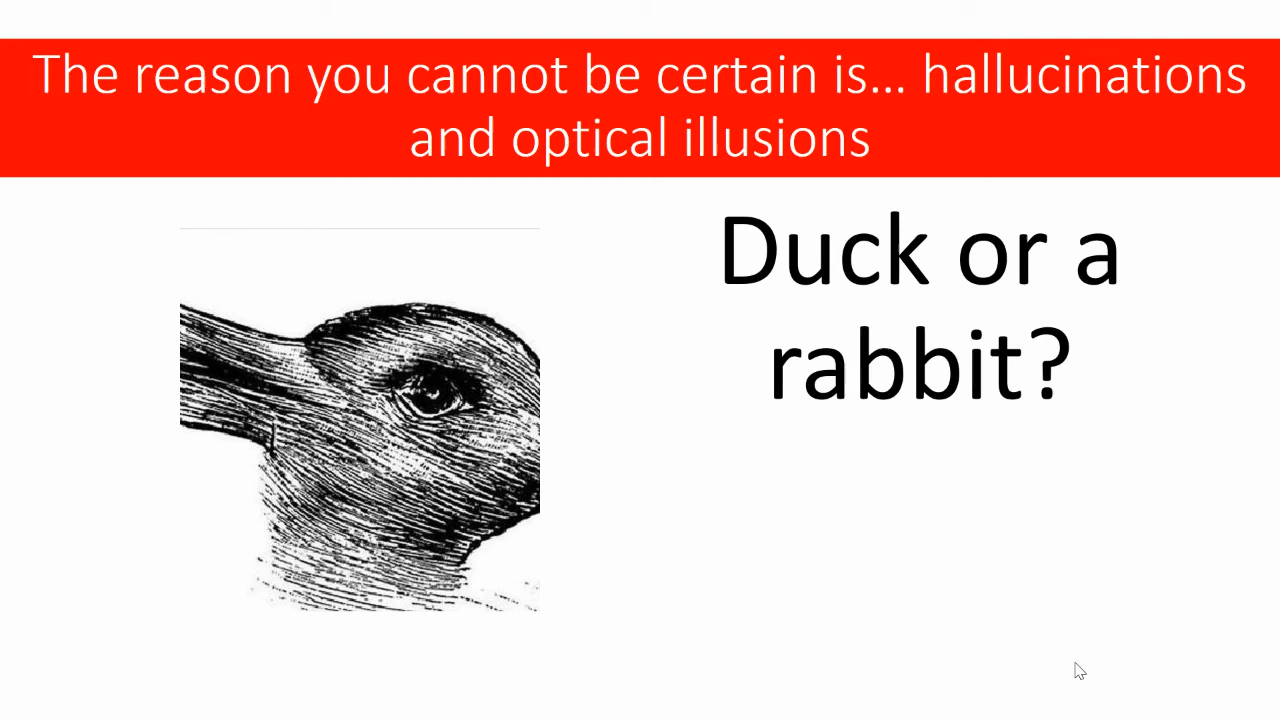 The reason you cannot be certain is... hallucinations
and optical illusions
Duck or a
rabbit?